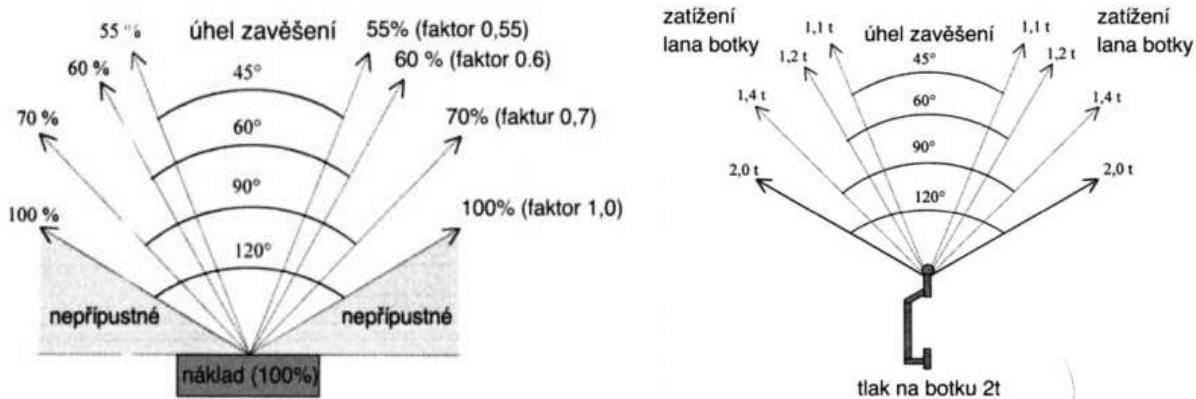 55 %
úhel zavěšení
55% (faktor 0,55)
60 %
45°
60 % (faktor 0.6)
70 %
60°
70% (faktur 0,7)
90°
100 %
100% (faktor 1,0)
120°
nepřípustné
nepřípustné
náklad (100%)
zatížení
lana botky
1,1 t
úhel zavěšení
1,1 t
zatížení
lana botky
1,2 t
45°
1,2 t
1,4 t
60°
1,4 t
90°
2,0 t
2,0 t
120°
tlak na botku 2t